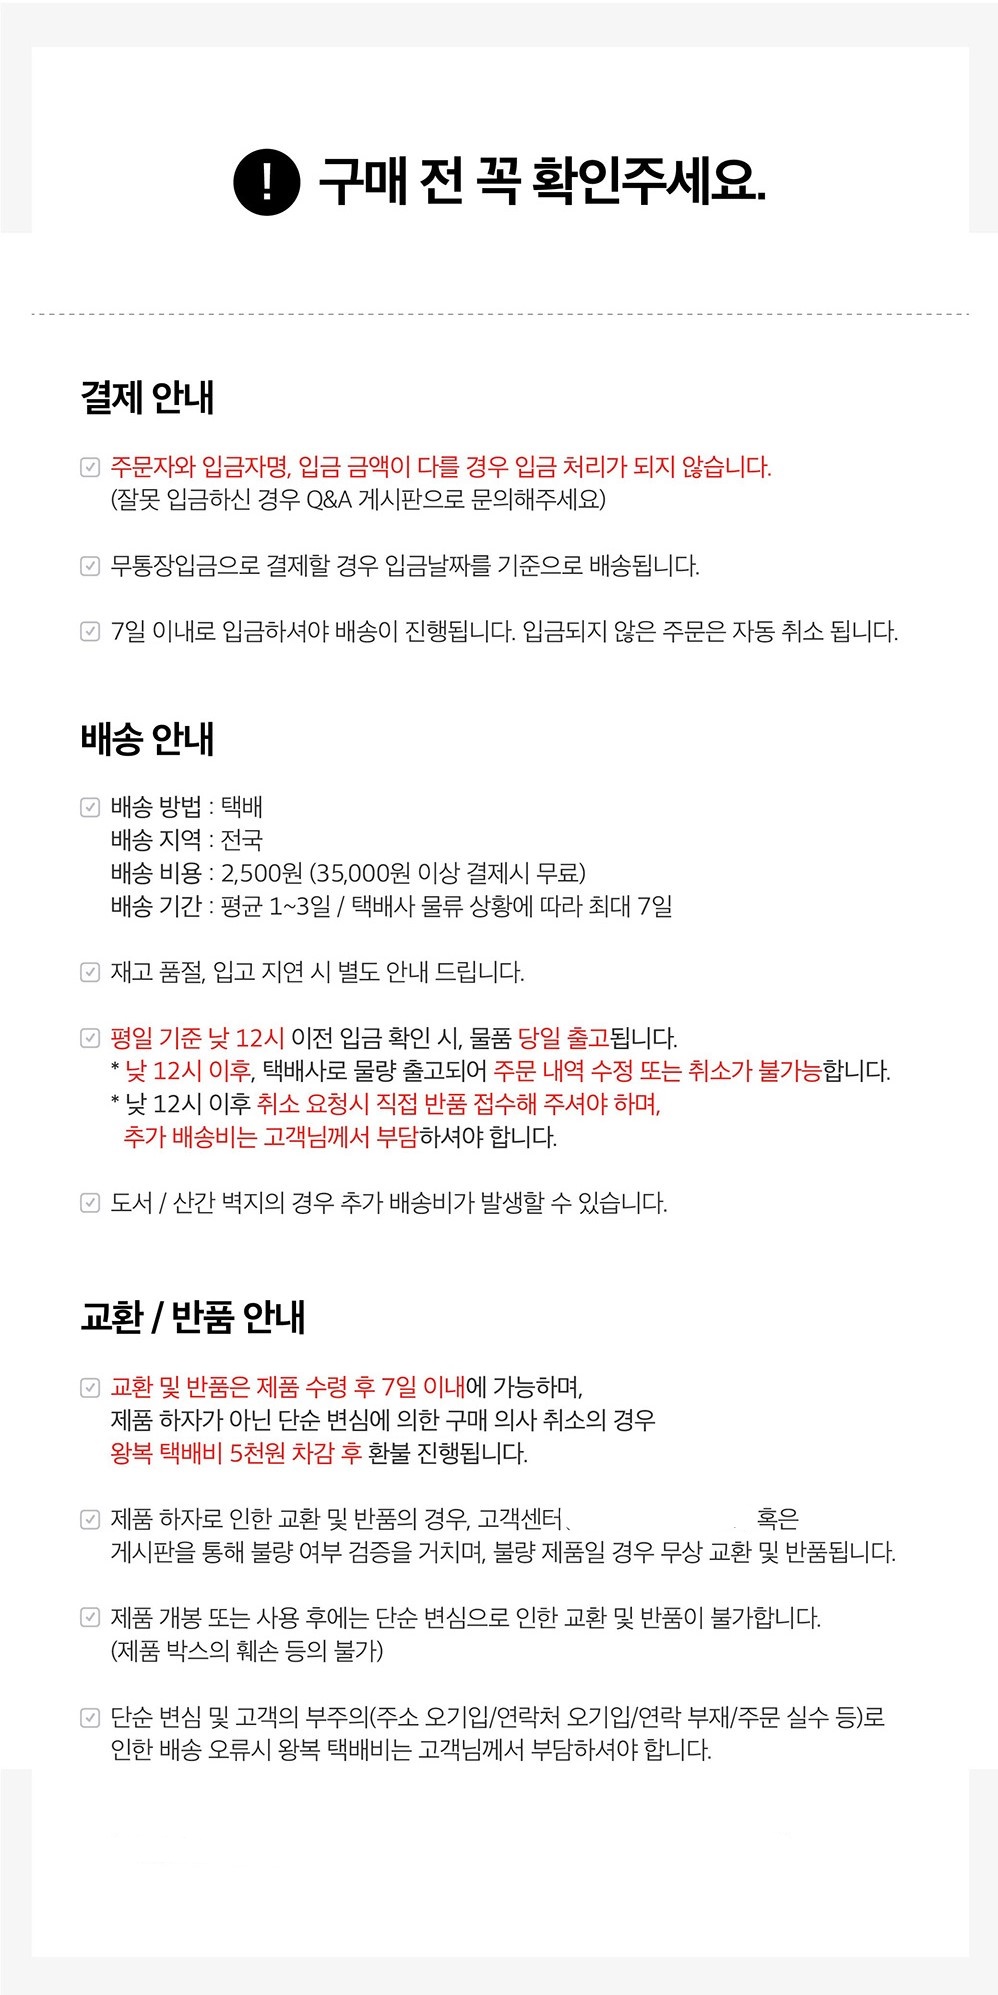 ! 구매 전 꼭 확인주세요.
결제 안내
주문자와 입금자명, 입금 금액이 다를 경우 입금 처리가 되지 않습니다.
(잘못 입금하신 경우 Q&A 게시판으로 문의해주세요)
무통장입금으로 결제할 경우 입금날짜를 기준으로 배송됩니다.
7일 이내로 입금하셔야 배송이 진행됩니다. 입금되지 않은 주문은 자동 취소 됩니다.
배송 안내
배송 방법 : 택배
배송 지역 : 전국
배송 비용 : 2,500원 (35,000원 이상 결제시 무료)
배송 기간 : 평균 1~3일 / 택배사 물류 상황에 따라 최대 7일
재고 품절, 입고 지연 시 별도 안내 드립니다.
평일 기준 낮 12시 이전 입금 확인 시, 물품 당일 출고됩니다.
* 낮 12시 이후, 택배사로 물량 출고되어 주문 내역 수정 또는 취소가 불가능합니다.
* 낮 12시 이후 취소 요청시 직접 반품 접수해 주셔야 하며,
추가 배송비는 고객님께서 부담하셔야 합니다.
도서 / 산간 벽지의 경우 추가 배송비가 발생할 수 있습니다.
교환 / 반품 안내
교환 및 반품은 제품 수령 후 7일 이내에 가능하며,
제품 하자가 아닌 단순 변심에 의한 구매 의사 취소의 경우
왕복 택배비 5천원 차감 후 환불 진행됩니다.
제품 하자로 인한 교환 및 반품의 경우, 고객센터 혹은
게시판을 통해 불량 여부 검증을 거치며, 불량 제품일 경우 무상 교환 및 반품됩니다.
제품 개봉 또는 사용 후에는 단순 변심으로 인한 교환 및 반품이 불가합니다.
(제품 박스의 훼손 등의 불가)
단순 변심 및 고객의 부주의(주소 오기입/연락처 오기입/연락 부재/주문 실수 등)로
인한 배송 오류시 왕복 택배비는 고객님께서 부담하셔야 합니다.